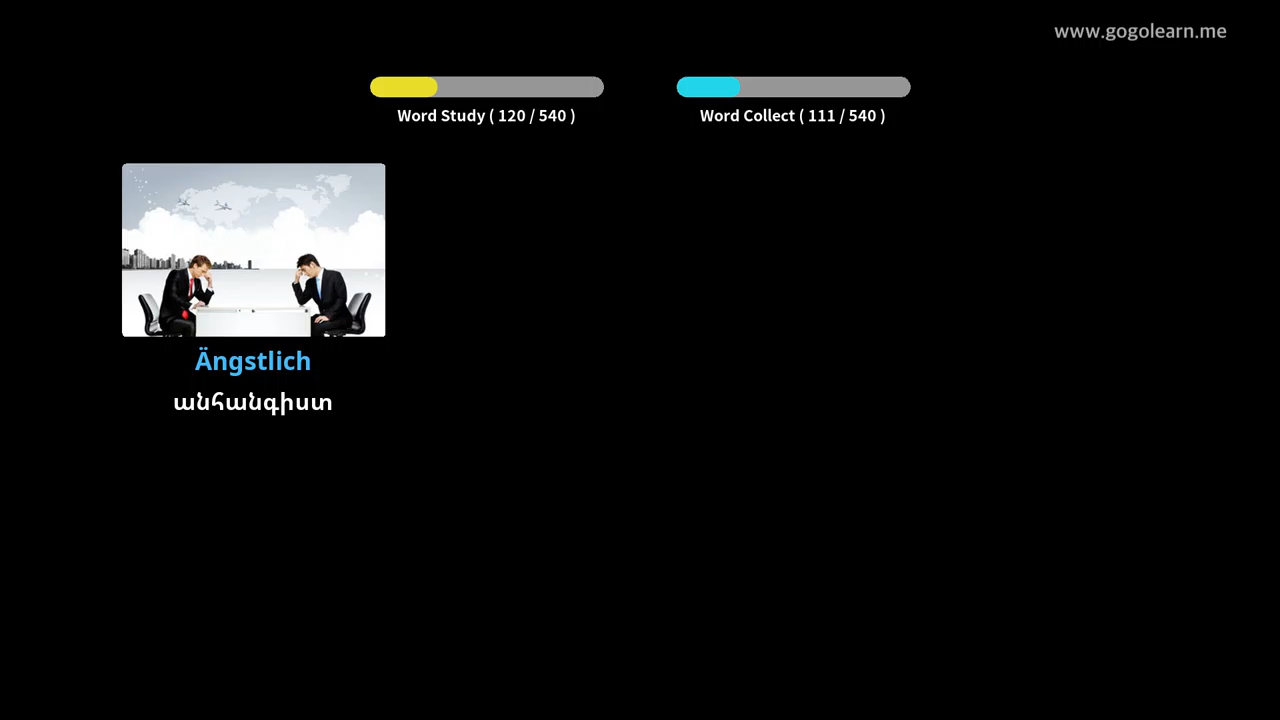 www.gogolearn.me
Word Study ( 120 / 540 )
Word Collect ( 111 / 540 )
Ängstlich
անհանգիստ